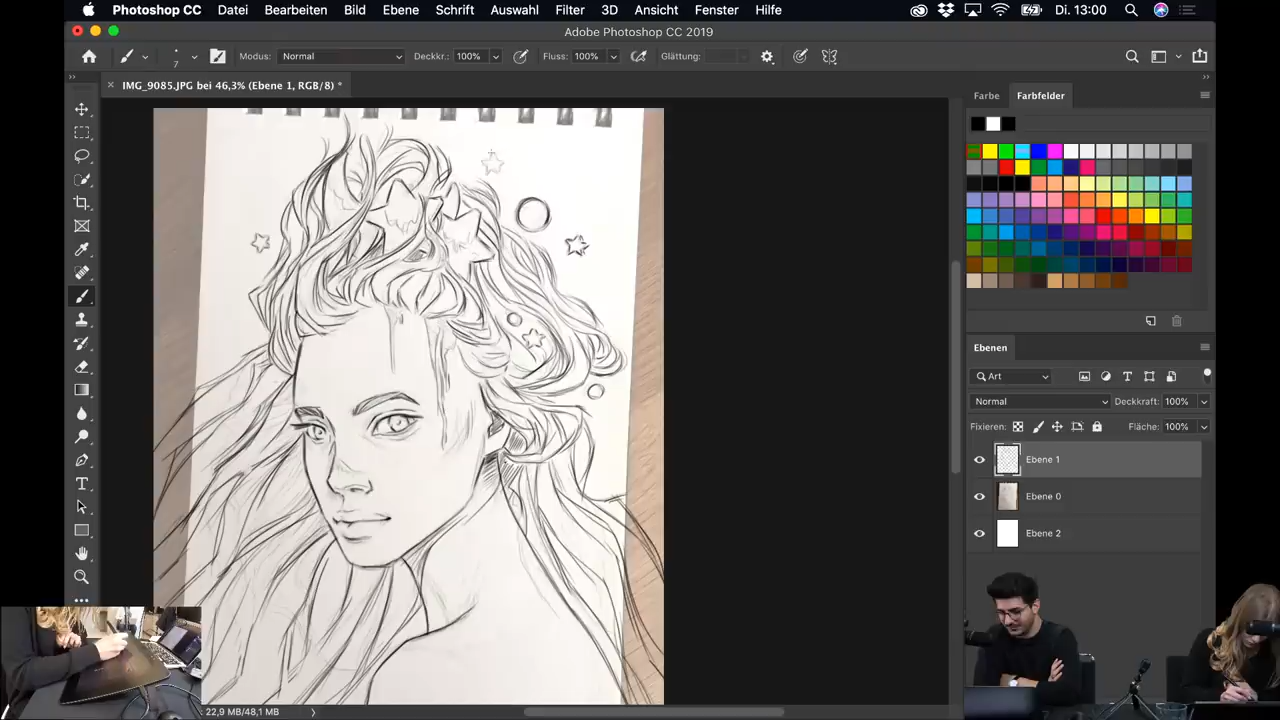 Photoshop CC Datei Bearbeiten Bild Ebene Schrift Auswahl Filter 3D Ansicht Fenster Hilfe Di. 13:00
Adobe Photoshop CC 2019
7 Modus: Normal Deckkr.: 100% Fluss: 100% Glättung:
IMG_9085.JPG bei 46,3% (Ebene 1, RGB/8) *
Farbe Farbfelder
Ebenen
Art
Normal Deckkraft: 100%
Fixieren: Fläche: 100%
Ebene 1
Ebene 0
Ebene 2
22,9 MB/48,1 MB